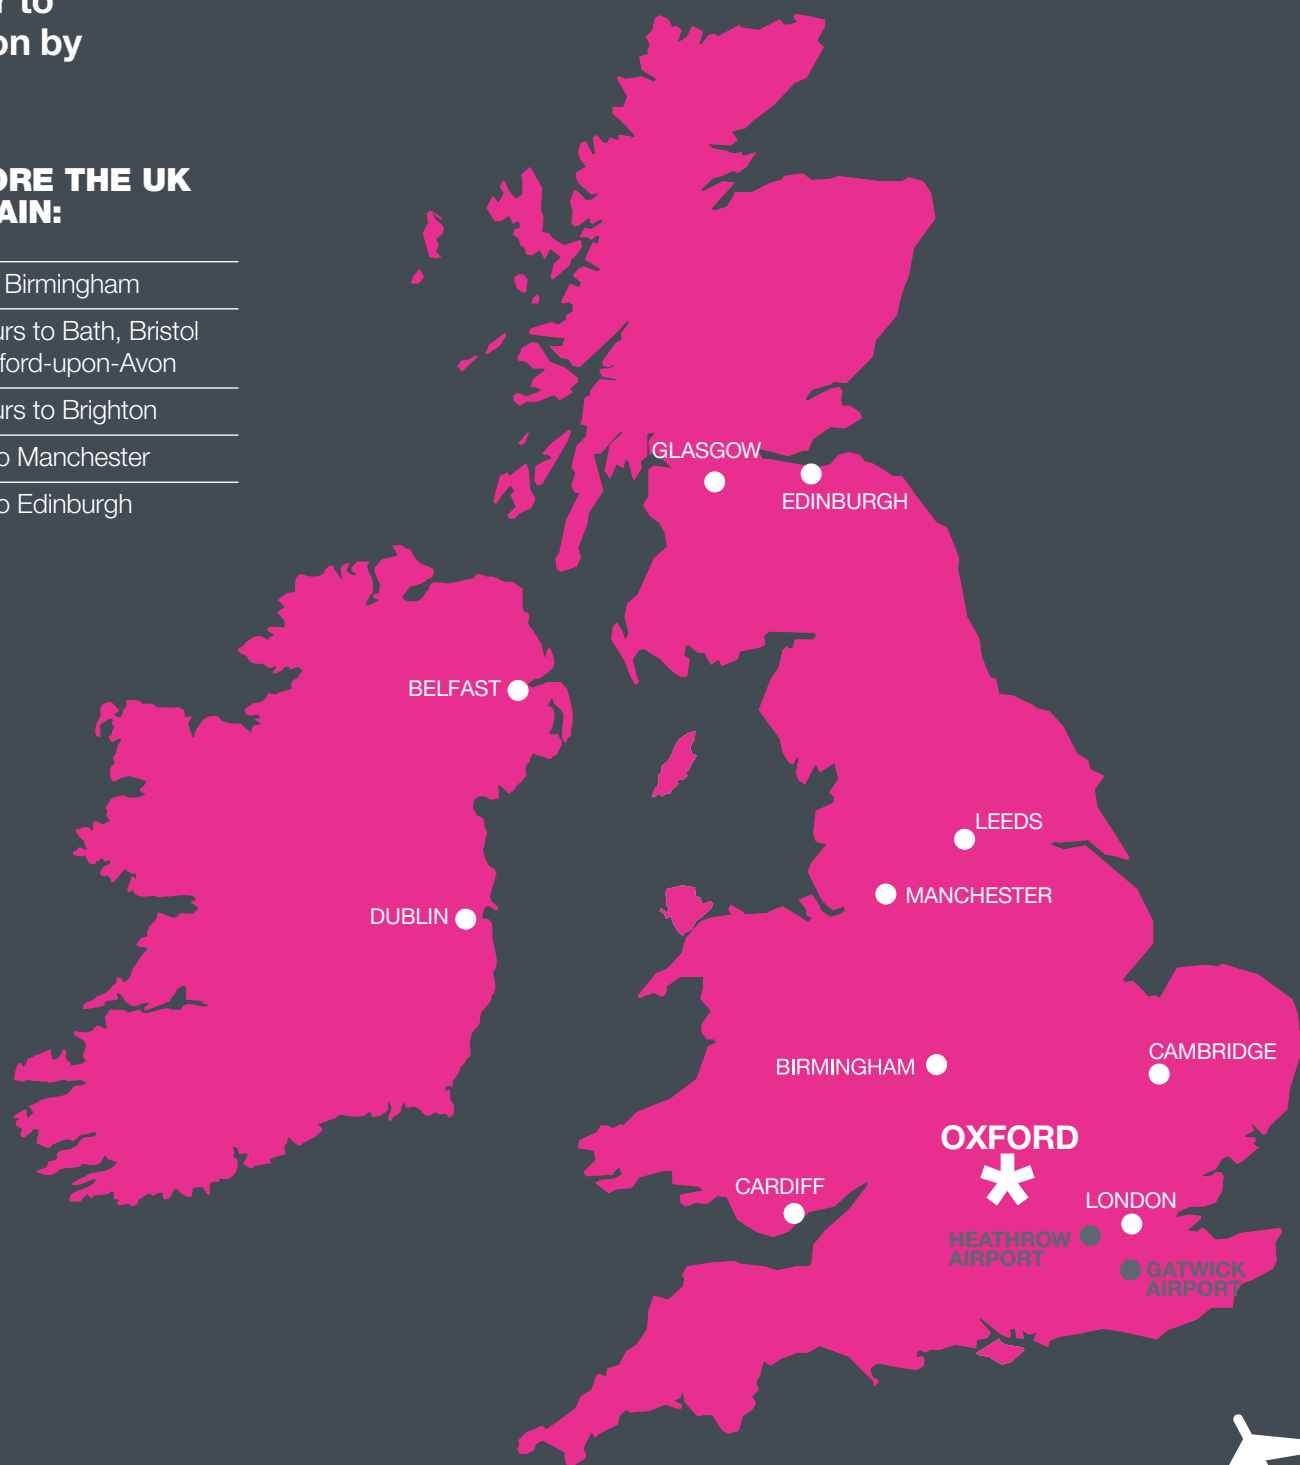 r to
on by
ORE THE UK
AIN:
Birmingham
urs to Bath, Bristol
ford-upon-Avon
urs to Brighton
o Manchester
o Edinburgh
GLASGOW
EDINBURGH
BELFAST
LEEDS
MANCHESTER
DUBLIN
CAMBRIDGE
BIRMINGHAM
OXFORD
CARDIFF
LONDON
HEATHROW
AIRPORT
GATWICK
AIRPORT